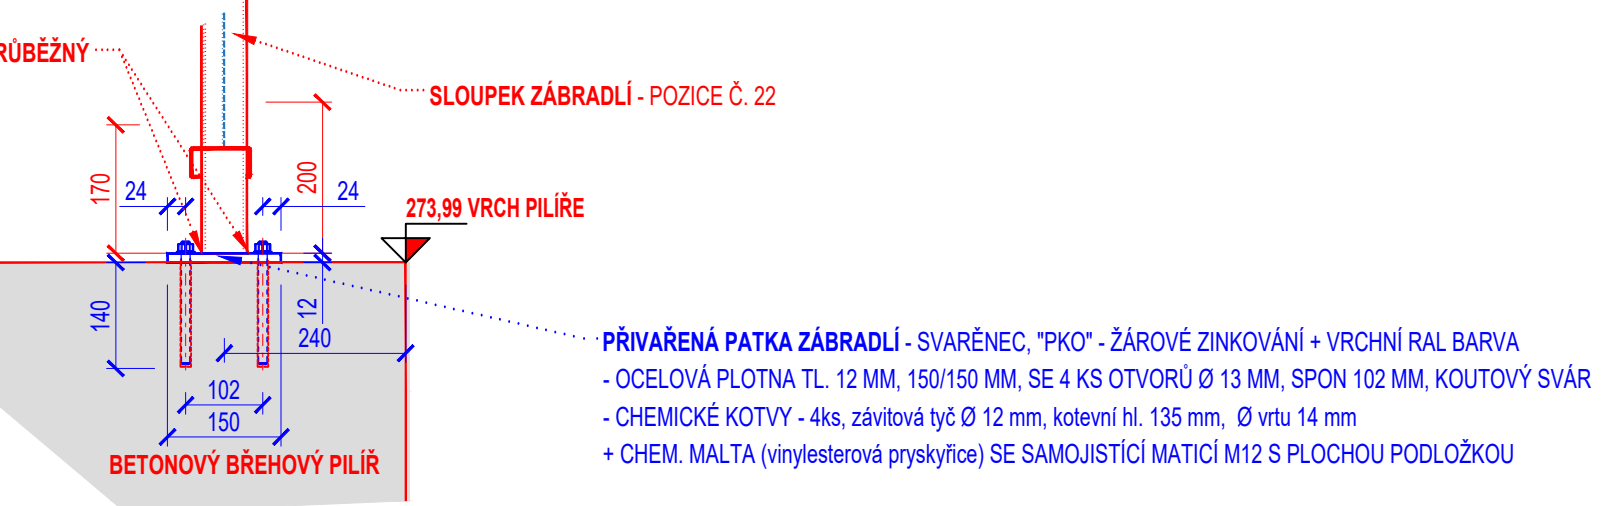 RŮBĚŽNÝ
SLOUPEK ZÁBRADLÍ - POZICE Č. 22
170
24
200
24
273,99 VRCH PILÍŘE
140
12
240
102
150
BETONOVÝ BŘEHOVÝ PILÍŘ
PŘIVAŘENÁ PATKA ZÁBRADLÍ - SVARĚNEC, "PKO" - ŽÁROVÉ ZINKOVÁNÍ + VRCHNÍ RAL BARVA
- OCELOVÁ PLOTNA TL. 12 MM, 150/150 MM, SE 4 KS OTVORŮ Ø 13 MM, SPON 102 MM, KOUTOVÝ SVÁR
- CHEMICKÉ KOTVY - 4ks, závitová tyč Ø 12 mm, kotevní hl. 135 mm, Ø vrtu 14 mm
+ CHEM. MALTA (vinylesterová pryskyřice) SE SAMOJISTÍCÍ MATICÍ M12 S PLOCHOU PODLOŽKOU